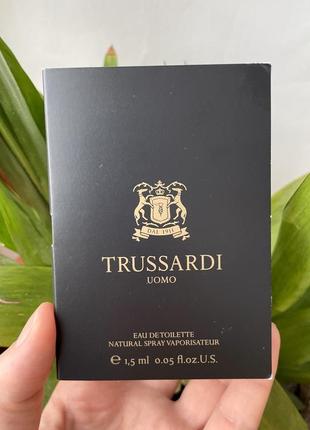 DAL 1911
TRUSSARDI
UOMO
EAU DE TOILETTE
NATURAL SPRAY VAPORISATEUR
℮ 1,5 ml 0.05 fl.oz.U.S.